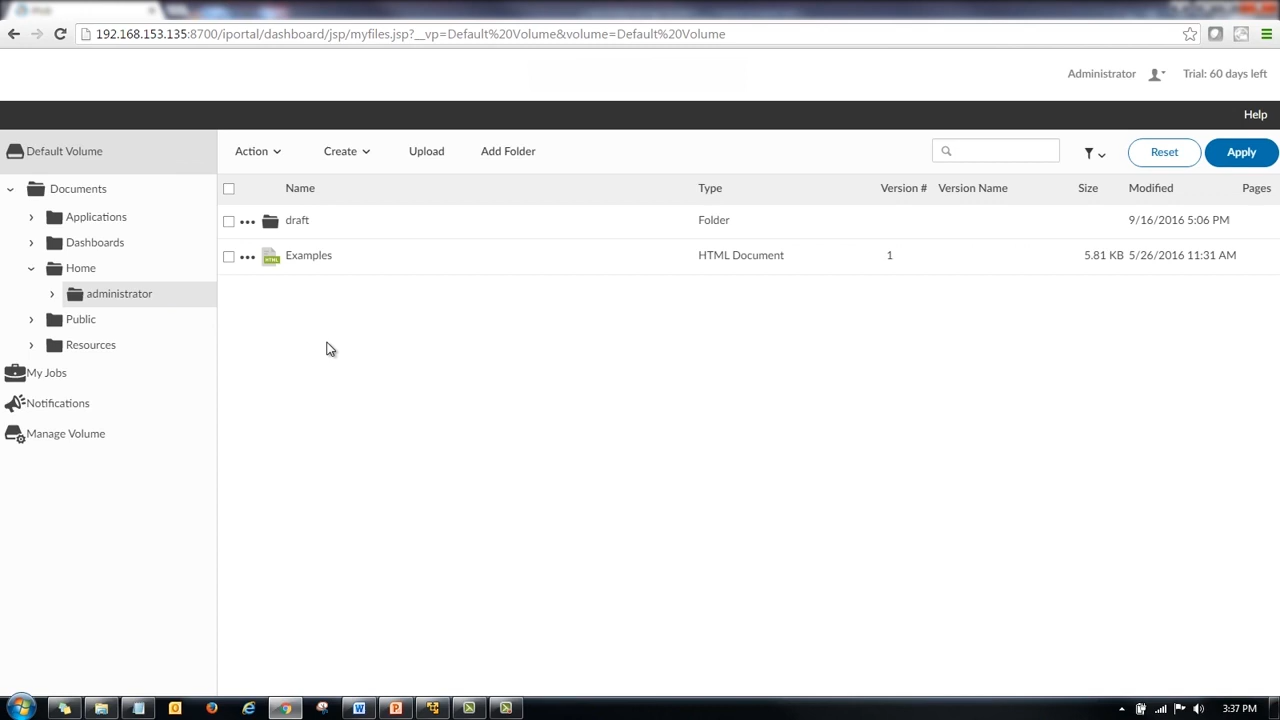 192.168.153.135:8700/iportal/dashboard/jsp/myfiles.jsp?__vp=Default%20Volume&volume=Default%20Volume
Administrator Trial: 60 days left
Help
Default Volume
Action Create Upload Add Folder Reset Apply
Documents
Name Type Version # Version Name Size Modified Pages
Applications
draft Folder 9/16/2016 5:06 PM
Dashboards
Examples HTML Document 1 5.81 KB 5/26/2016 11:31 AM
HTML
Home
administrator
Public
Resources
My Jobs
Notifications
Manage Volume
3:37 PM